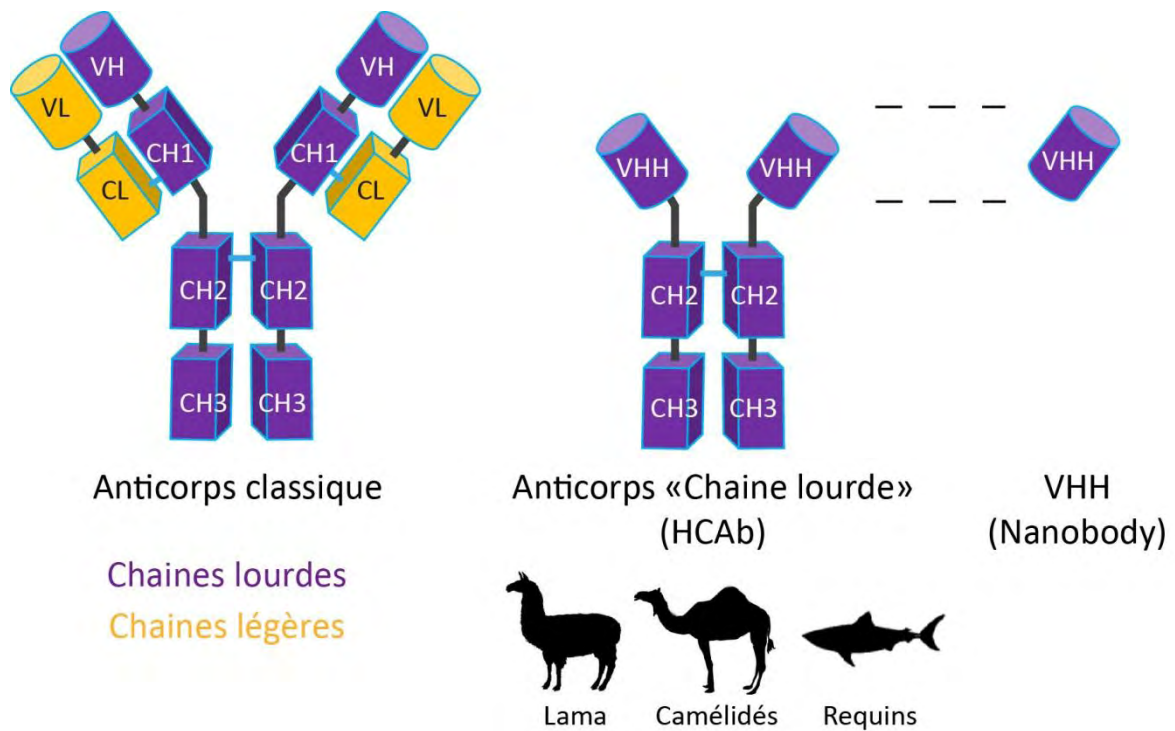 VH
VH
VL
VL
CH1
CH1
CL
CL
CH2
CH2
CH3
CH3
VHH
VHH
CH2
CH2
CH3
CH3
VHH
Anticorps classique
Anticorps «Chaine lourde»
(HCAb)
VHH
(Nanobody)
Chaines lourdes
Chaines légères
Lama
Camélidés
Requins